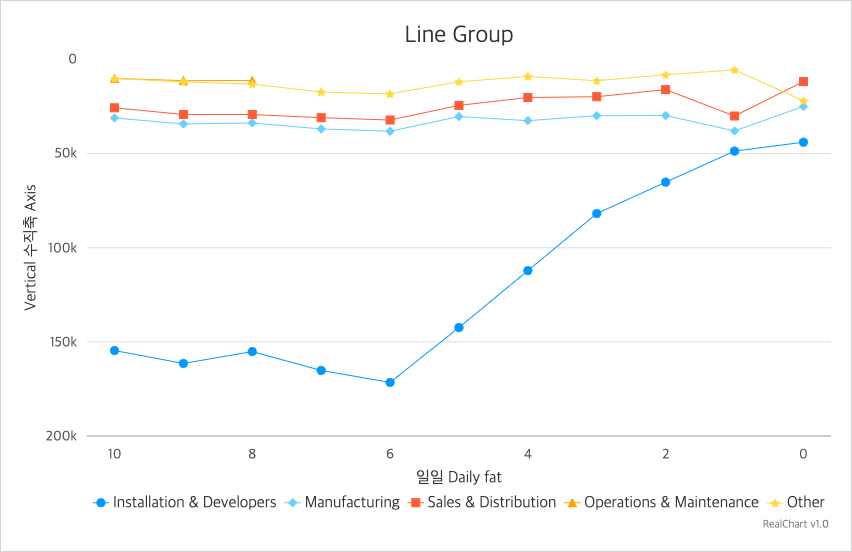 Line Group
0
50k
100k
150k
200k
Vertical 수직축 Axis
10 8 6 4 2 0
일일 Daily fat
Installation & Developers Manufacturing Sales & Distribution Operations & Maintenance Other
RealChart v1.0